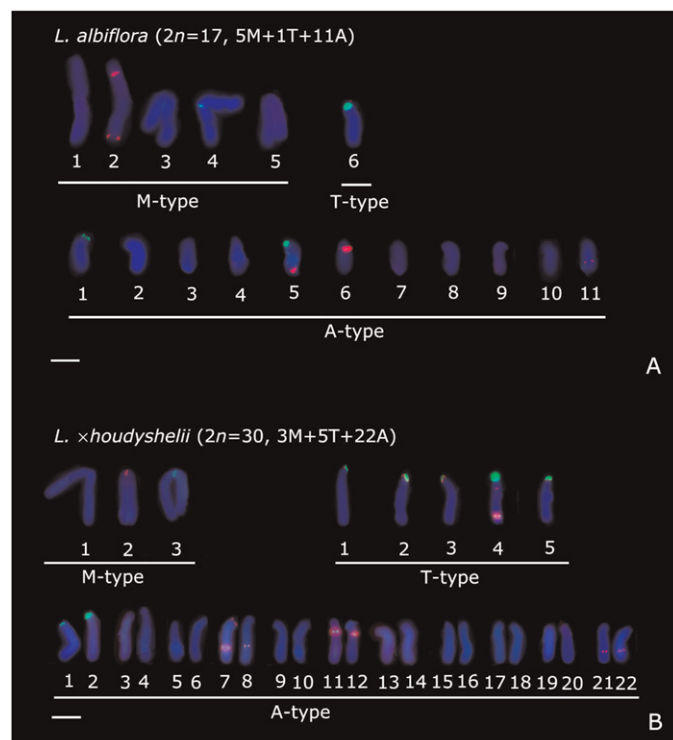 L. albiflora (2n=17, 5M+1T+11A)
1 2 3 4 5 6
M-type T-type
1 2 3 4 5 6 7 8 9 10 11
A-type
A
L. ×houdyshelii (2n=30, 3M+5T+22A)
1 2 3 1 2 3 4 5
M-type T-type
1 2 3 4 5 6 7 8 9 10 11 12 13 14 15 16 17 18 19 20 21 22
A-type
B